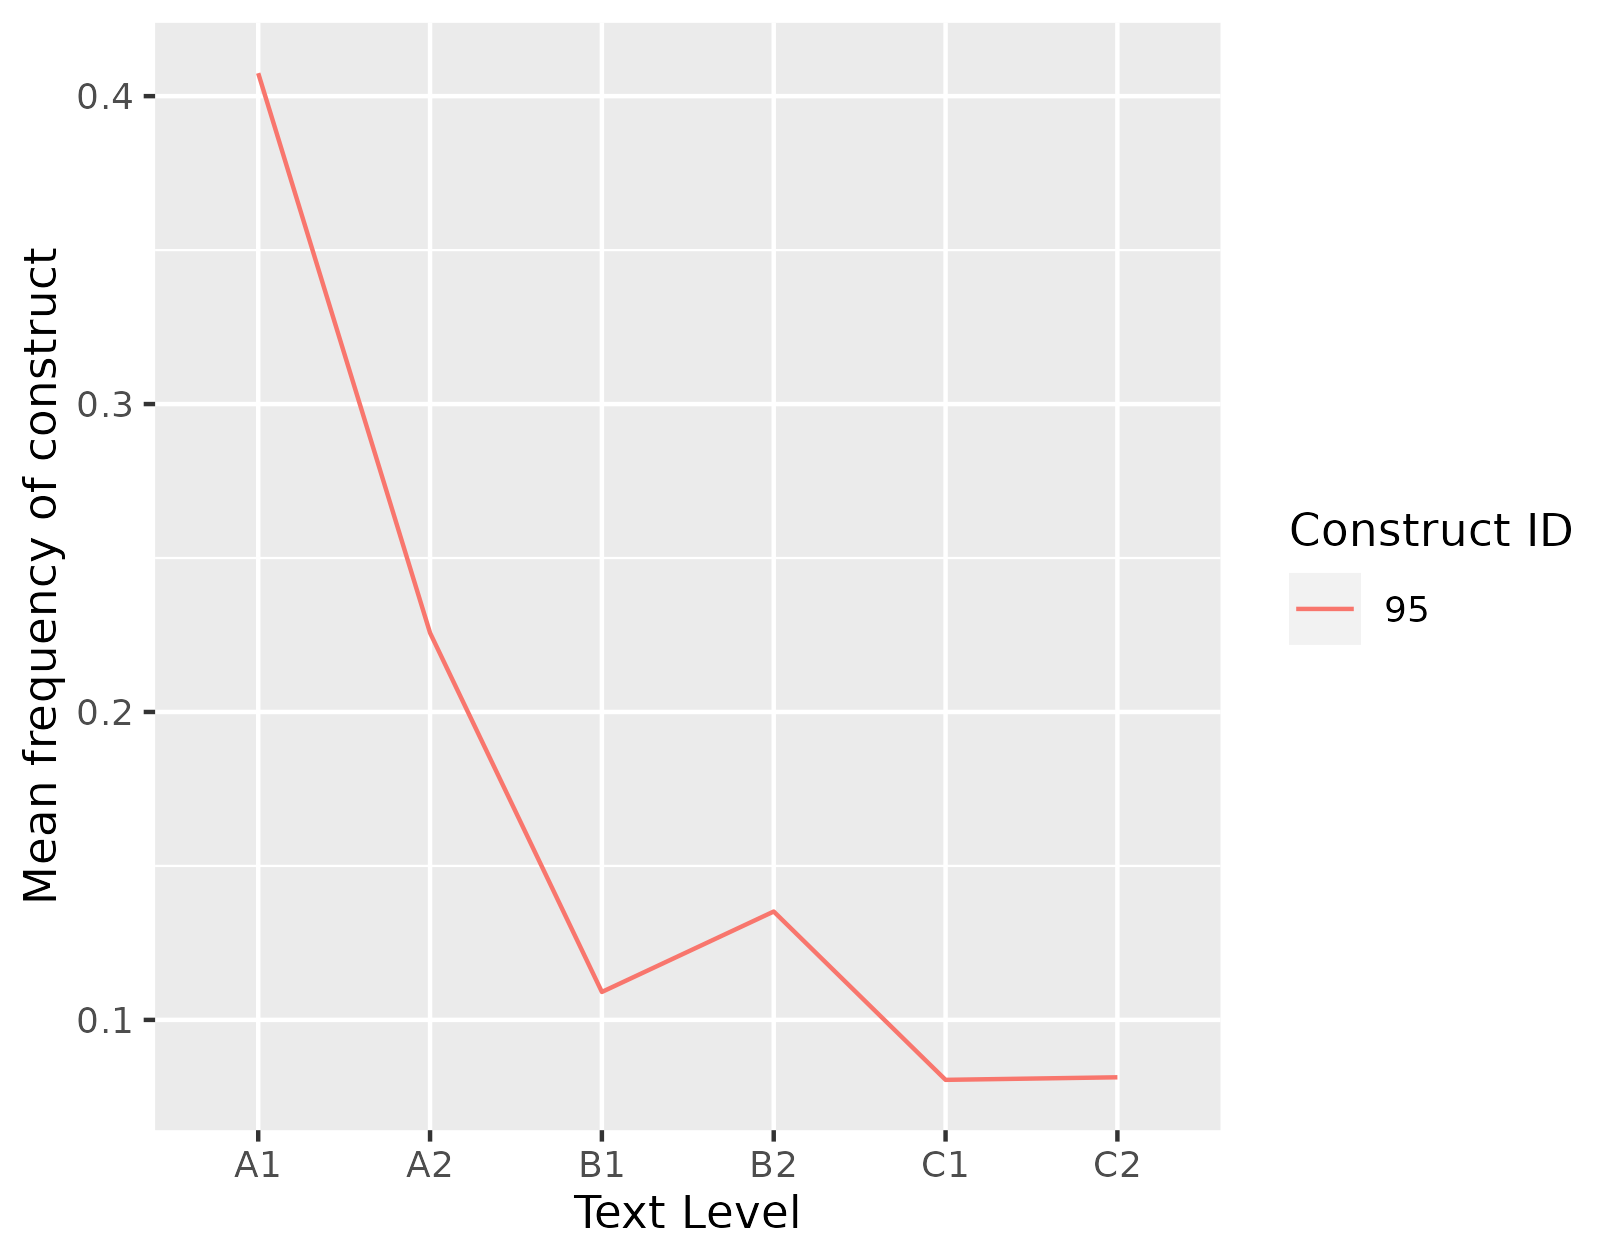 Mean frequency of construct
0.4
0.3
0.2
0.1
A1 A2 B1 B2 C1 C2
Text Level
Construct ID
95